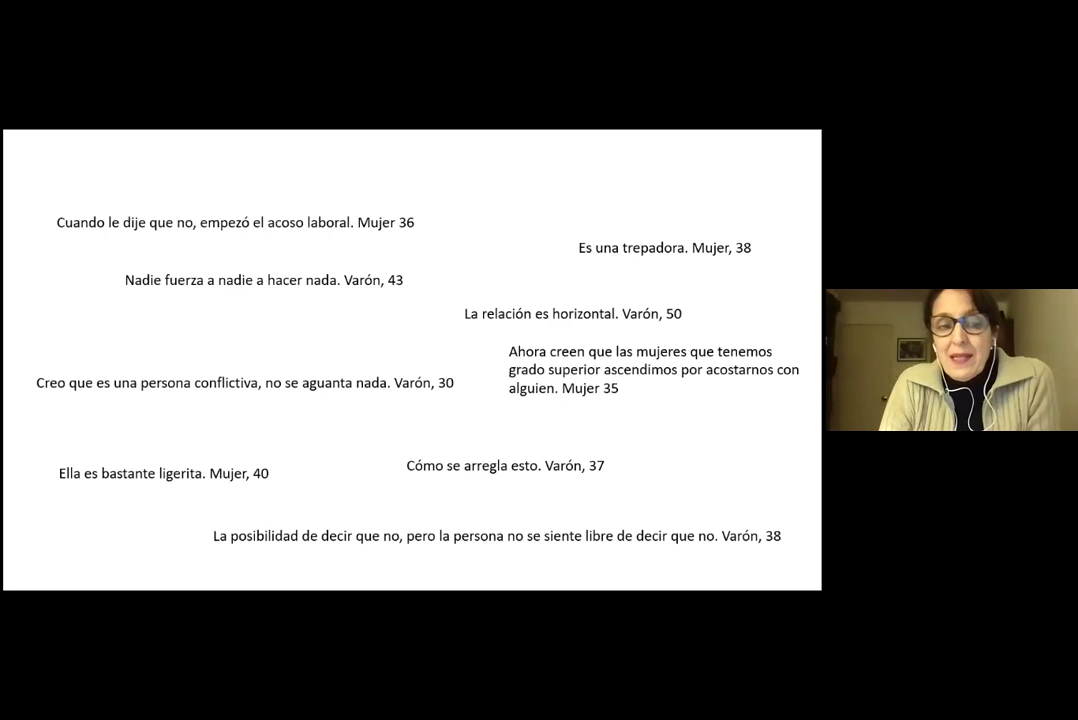 Cuando le dije que no, empezó el acoso laboral. Mujer 36
Es una trepadora. Mujer, 38
Nadie fuerza a nadie a hacer nada. Varón, 43
La relación es horizontal. Varón, 50
Ahora creen que las mujeres que tenemos
grado superior ascendimos por acostarnos con
alguien. Mujer 35
Creo que es una persona conflictiva, no se aguanta nada. Varón, 30
Cómo se arregla esto. Varón, 37
Ella es bastante ligerita. Mujer, 40
La posibilidad de decir que no, pero la persona no se siente libre de decir que no. Varón, 38